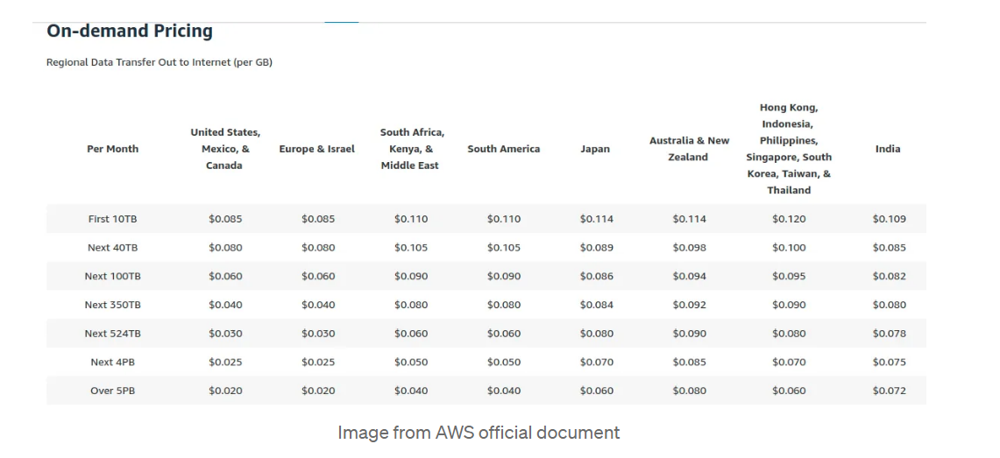 On-demand Pricing
Regional Data Transfer Out to Internet (per GB)
Per Month
United States,
Mexico, &
Canada
Europe & Israel
South Africa,
Kenya, &
Middle East
South America
Japan
Australia & New
Zealand
Hong Kong,
Indonesia,
Philippines,
Singapore, South
Korea, Taiwan, &
Thailand
India
First 10TB $0.085 $0.085 $0.110 $0.110 $0.114 $0.114 $0.120 $0.109
Next 40TB $0.080 $0.080 $0.105 $0.105 $0.089 $0.098 $0.100 $0.085
Next 100TB $0.060 $0.060 $0.090 $0.090 $0.086 $0.094 $0.095 $0.082
Next 350TB $0.040 $0.040 $0.080 $0.080 $0.084 $0.092 $0.090 $0.080
Next 524TB $0.030 $0.030 $0.060 $0.060 $0.080 $0.090 $0.080 $0.078
Next 4PB $0.025 $0.025 $0.050 $0.050 $0.070 $0.085 $0.070 $0.075
Over 5PB $0.020 $0.020 $0.040 $0.040 $0.060 $0.080 $0.060 $0.072
Image from AWS official document